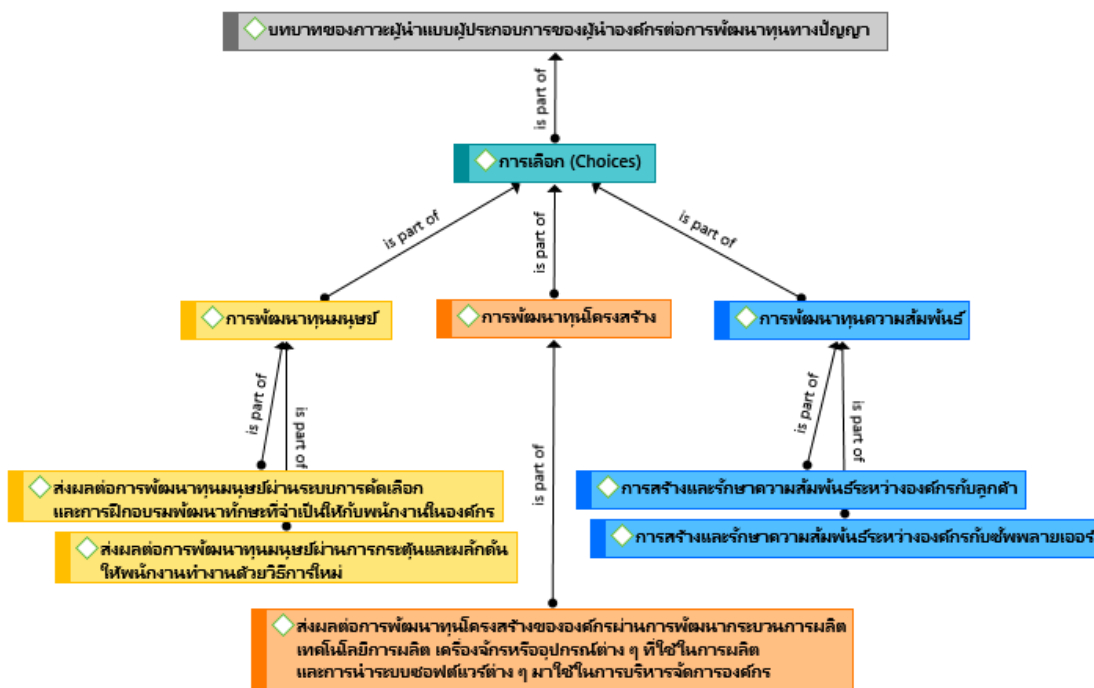 บทบาทของภาวะผู้นำแบบผู้ประกอบการของผู้นำองค์กรต่อการพัฒนาทุนทางปัญญา
is part of
การเลือก (Choices)
is part of
is part of
is part of
การพัฒนาทุนมนุษย์
การพัฒนาทุนโครงสร้าง
การพัฒนาทุนความสัมพันธ์
is part of
is part of
is part of
is part of
is part of
ส่งผลต่อการพัฒนาทุนมนุษย์ผ่านระบบการคัดเลือก
และการฝึกอบรมพัฒนาทักษะที่จำเป็นให้กับพนักงานในองค์กร
การสร้างและรักษาความสัมพันธ์ระหว่างองค์กรกับลูกค้า
ส่งผลต่อการพัฒนาทุนมนุษย์ผ่านการกระตุ้นและผลักดัน
ให้พนักงานทำงานด้วยวิธีการใหม่
การสร้างและรักษาความสัมพันธ์ระหว่างองค์กรกับซัพพลายเออร์
ส่งผลต่อการพัฒนาทุนโครงสร้างขององค์กรผ่านการพัฒนากระบวนการผลิต
เทคโนโลยีการผลิต เครื่องจักรหรืออุปกรณ์ต่าง ๆ ที่ใช้ในการผลิต
และการนำระบบซอฟต์แวร์ต่าง ๆ มาใช้ในการบริหารจัดการองค์กร